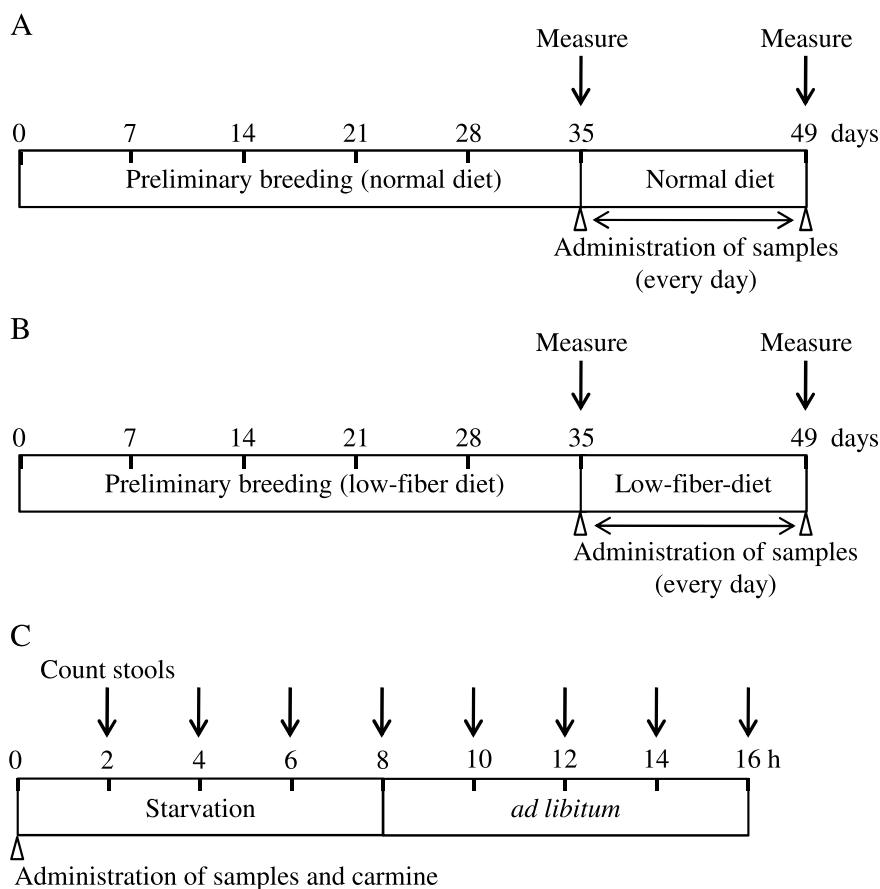 A
Measure Measure
0 7 14 21 28 35 49 days
Preliminary breeding (normal diet) Normal diet
Administration of samples
(every day)
B
Measure Measure
0 7 14 21 28 35 49 days
Preliminary breeding (low-fiber diet) Low-fiber-diet
Administration of samples
(every day)
C
Count stools
0 2 4 6 8 10 12 14 16 h
Starvation ad libitum
Administration of samples and carmine